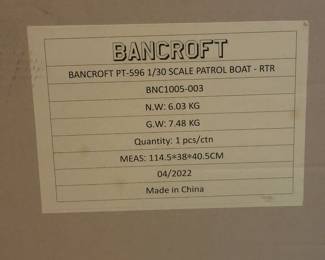 BANCROFT
BANCROFT PT-596 1/30 SCALE PATROL BOAT - RTR
BNC1005-003
N.W: 6.03 KG
G.W: 7.48 KG
Quantity: 1 pcs/ctn
MEAS: 114.5*38*40.5CM
04/2022
Made in China